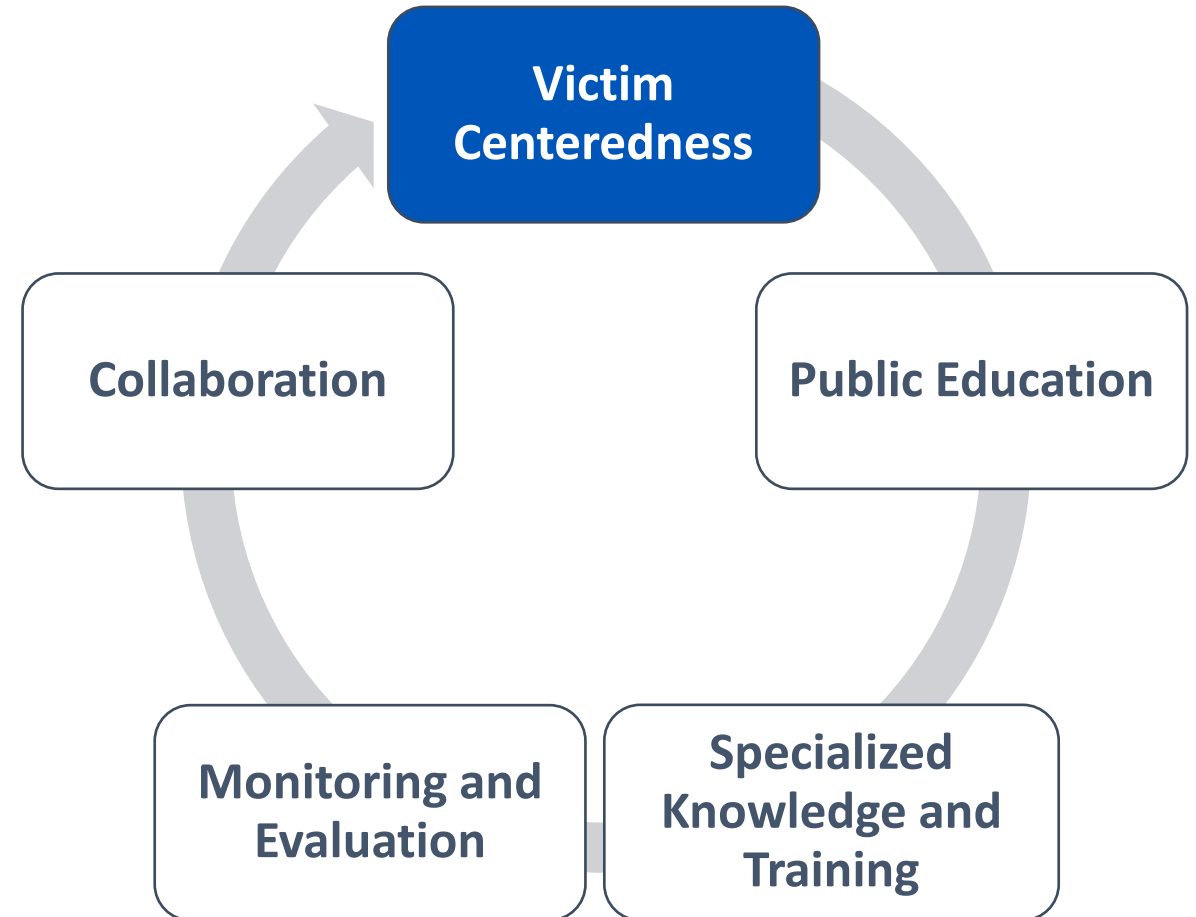 Victim
Centeredness
Collaboration
Public Education
Monitoring and
Evaluation
Specialized
Knowledge and
Training